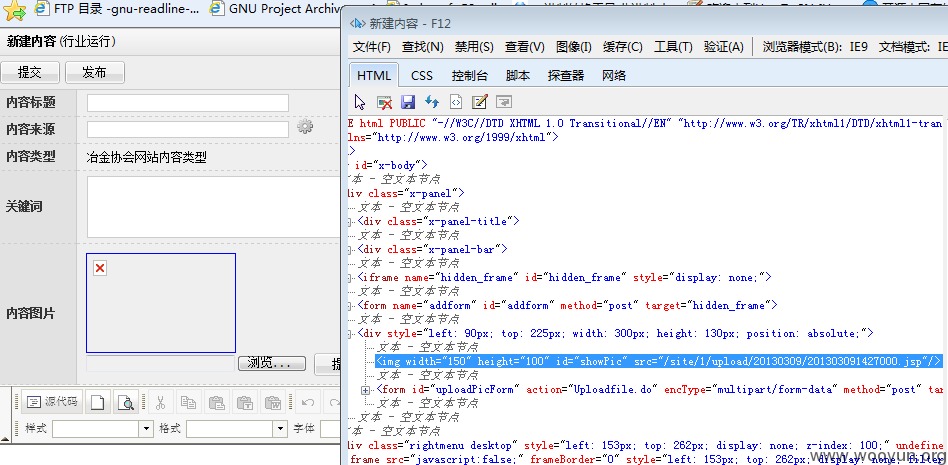 FTP 目录 -gnu-readline-...
GNU Project Archiv
新建内容 (行业运行)
提交 发布
内容标题
内容来源
内容类型 冶金协会网站内容类型
关键词
内容图片
浏览...
源代码
样式 格式 字体
新建内容 - F12
文件(F) 查找(N) 禁用(S) 查看(V) 图像(I) 缓存(C) 工具(T) 验证(A) 浏览器模式(B): IE9 文档模式: IE
HTML CSS 控制台 脚本 探查器 网络
E html PUBLIC "-//W3C//DTD XHTML 1.0 Transitional//EN" "http://www.w3.org/TR/xhtml1/DTD/xhtml1-tran
lns="http://www.w3.org/1999/xhtml">
>
id="x-body">
本 - 空文本节点
div class="x-panel">
文本 - 空文本节点
<div class="x-panel-title">
文本 - 空文本节点
<div class="x-panel-bar">
文本 - 空文本节点
<iframe name="hidden_frame" id="hidden_frame" style="display: none;">
文本 - 空文本节点
<form name="addform" id="addform" method="post" target="hidden_frame">
文本 - 空文本节点
<div style="left: 90px; top: 225px; width: 300px; height: 130px; position: absolute;">
文本 - 空文本节点
<img width="150" height="100" id="showPic" src="/site/1/upload/20130309/201303091427000.jsp"/>
文本 - 空文本节点
<form id="uploadPicForm" action="Uploadfile.do" encType="multipart/form-data" method="post" tar
文本 - 空文本节点
文本 - 空文本节点
本 - 空文本节点
div class="rightmenu desktop" style="left: 153px; top: 262px; display: none; z-index: 100;" undefine
frame src="javascript:false;" frameBorder="0" style="left: 153px; top: 262px; display: none; filter
www.wooyun.org